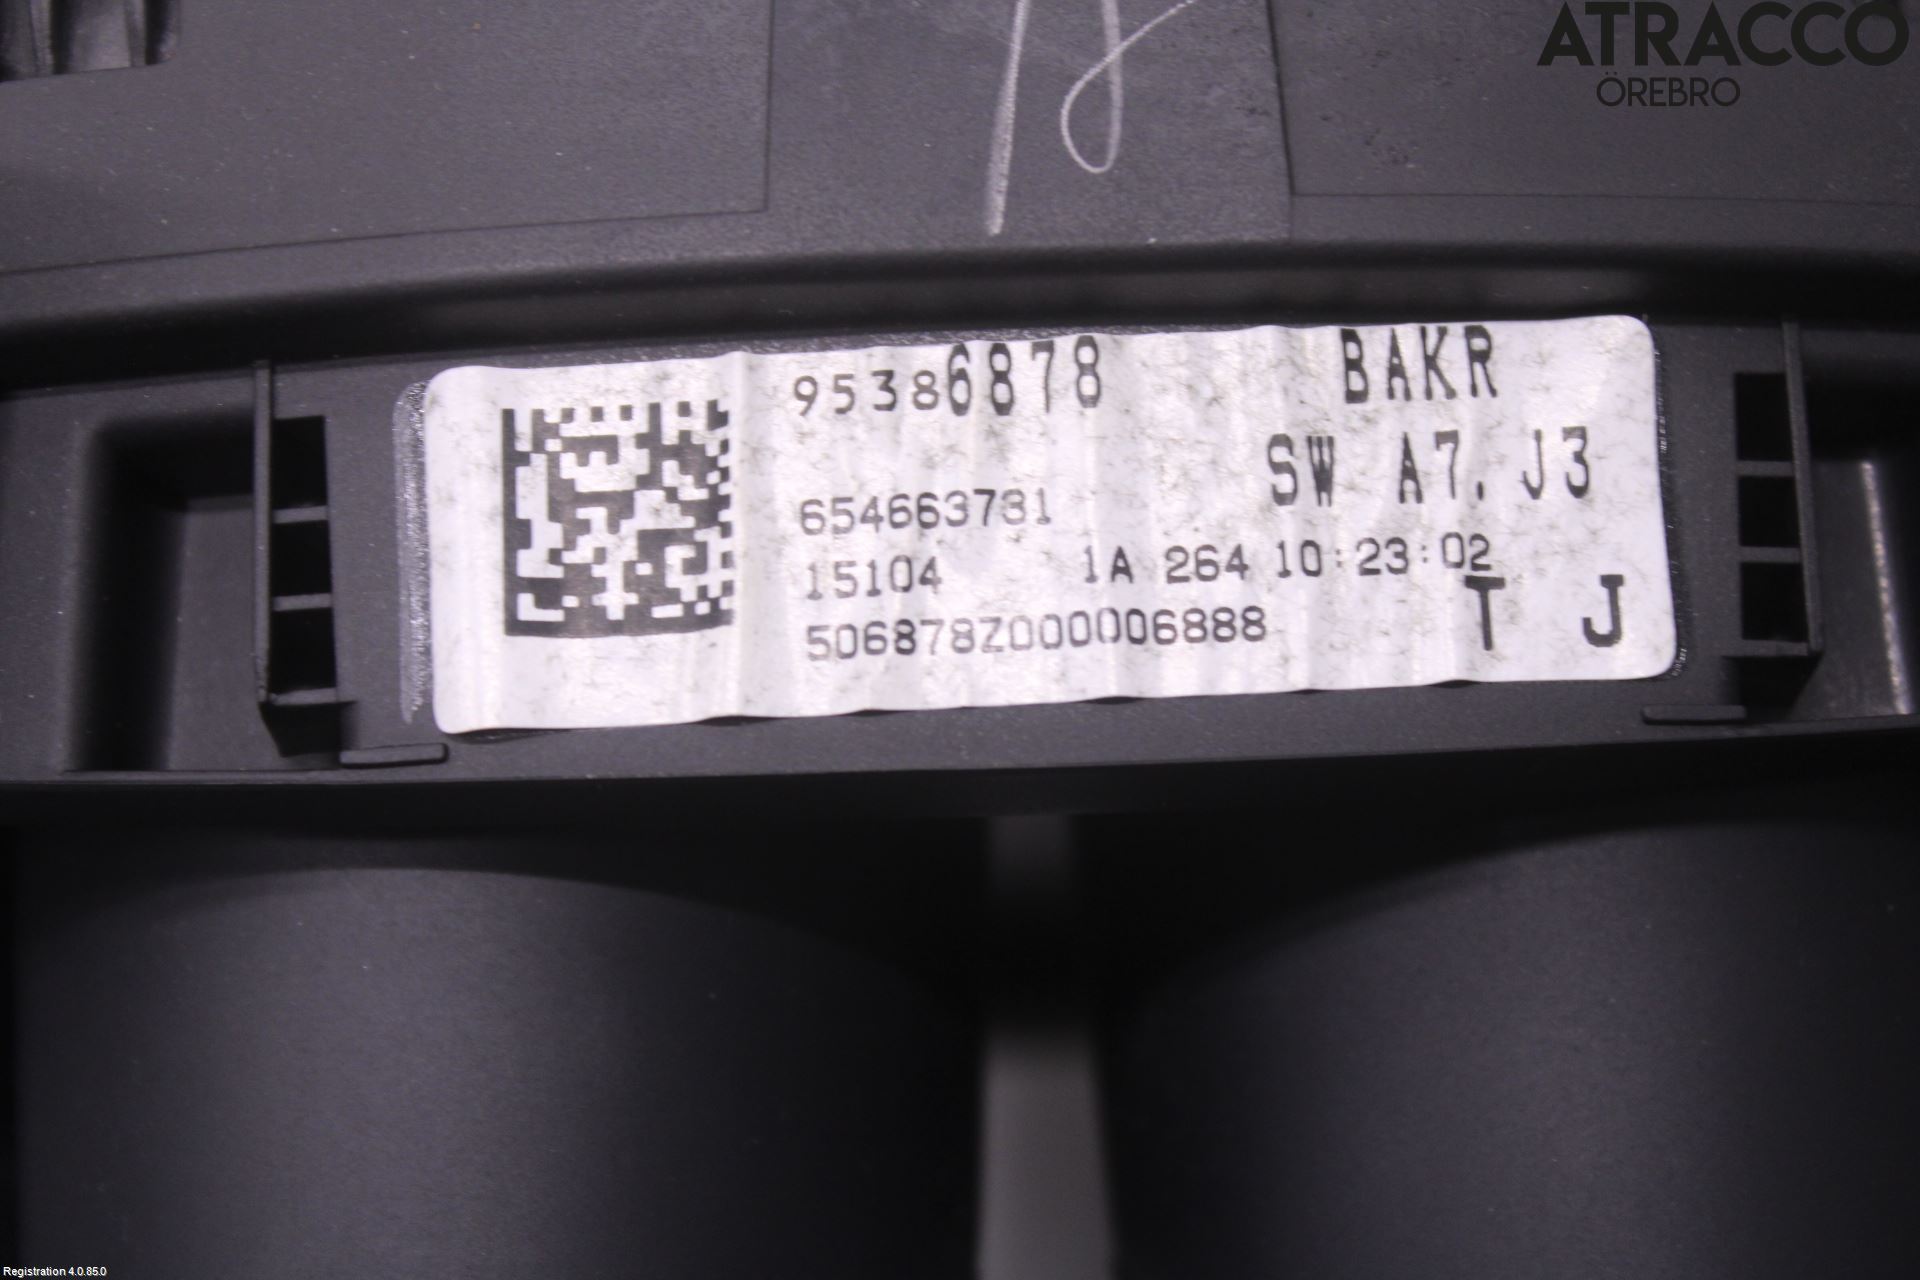 ATRACCO
ÖREBRO
95386878 BAKR
SW A7. J3
654663731
15104 1A 264 10:23:02
506878Z000006888 T J
Registration 4.0.85.0